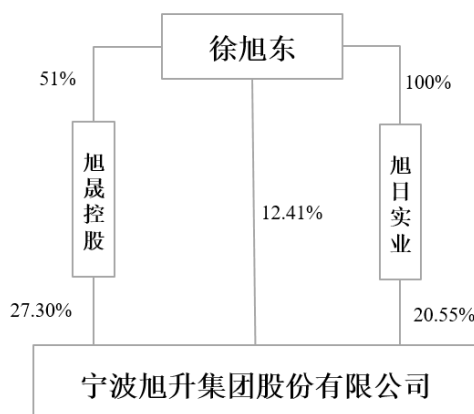 徐旭东
51%
100%
旭晟控股
12.41%
旭日实业
27.30%
20.55%
宁波旭升集团股份有限公司